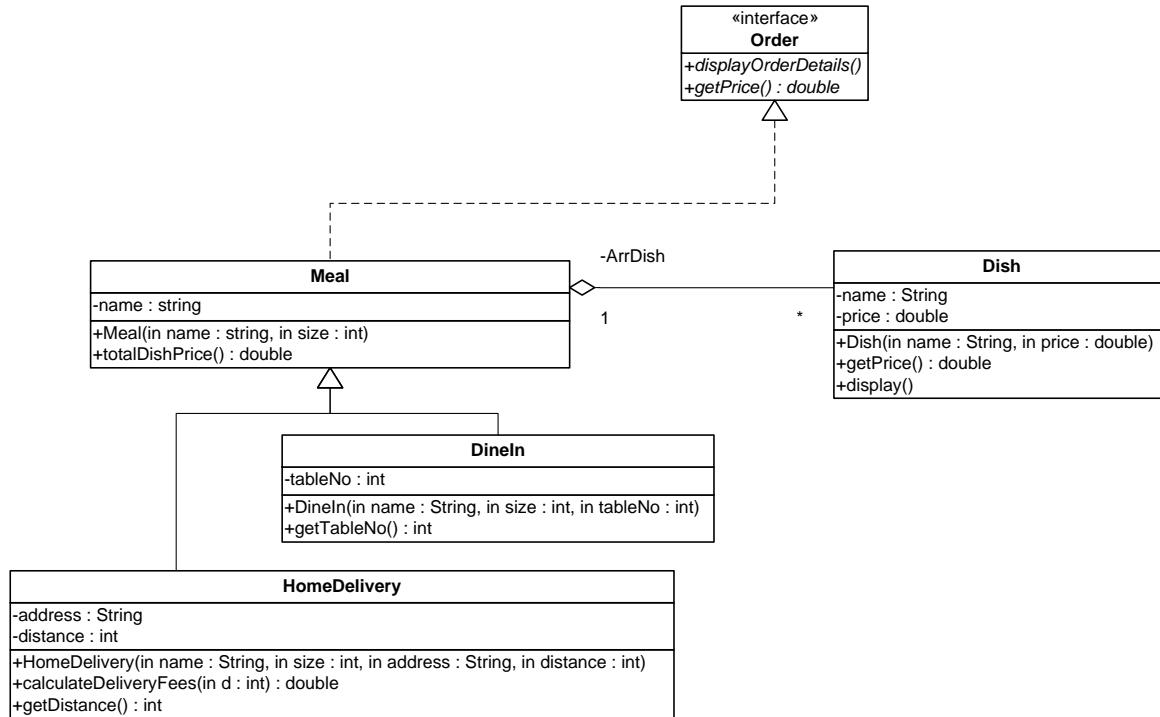 «interface»
Order
+displayOrderDetails()
+getPrice() : double
Meal
-name : string
+Meal(in name : string, in size : int)
+totalDishPrice() : double
-ArrDish
1
*
Dish
-name : String
-price : double
+Dish(in name : String, in price : double)
+getPrice() : double
+display()
DineIn
-tableNo : int
+DineIn(in name : String, in size : int, in tableNo : int)
+getTableNo() : int
HomeDelivery
-address : String
-distance : int
+HomeDelivery(in name : String, in size : int, in address : String, in distance : int)
+calculateDeliveryFees(in d : int) : double
+getDistance() : int